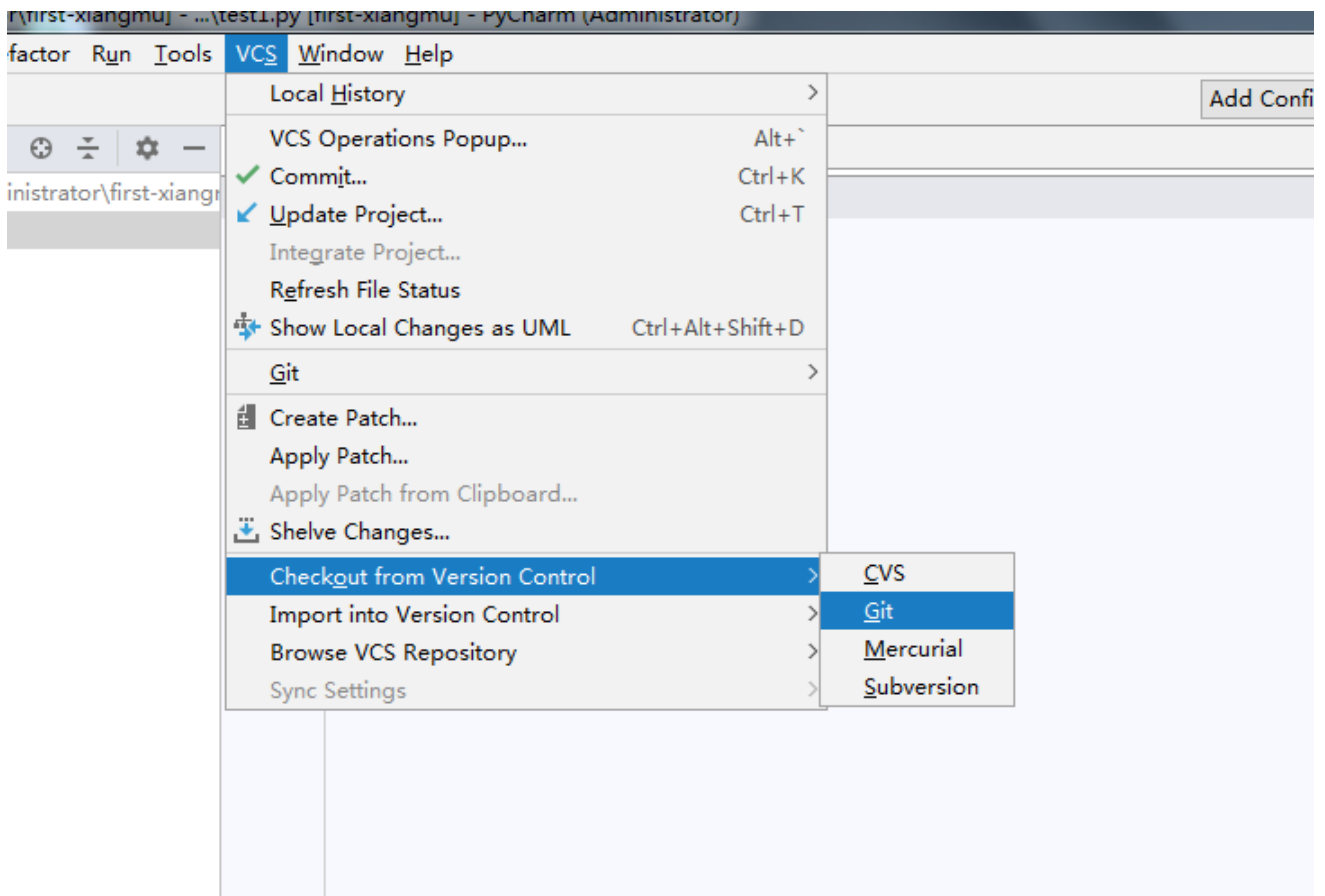 r\first-xiangmu] - ...\test1.py [first-xiangmu] - PyCharm (Administrator)
factor Run Tools VCS Window Help
Local History
Add Confi
VCS Operations Popup... Alt+`
Commit... Ctrl+K
inistrator\first-xiangr
Update Project... Ctrl+T
Integrate Project...
Refresh File Status
Show Local Changes as UML Ctrl+Alt+Shift+D
Git
Create Patch...
Apply Patch...
Apply Patch from Clipboard...
Shelve Changes...
Checkout from Version Control
CVS
Import into Version Control
Git
Browse VCS Repository
Mercurial
Sync Settings
Subversion